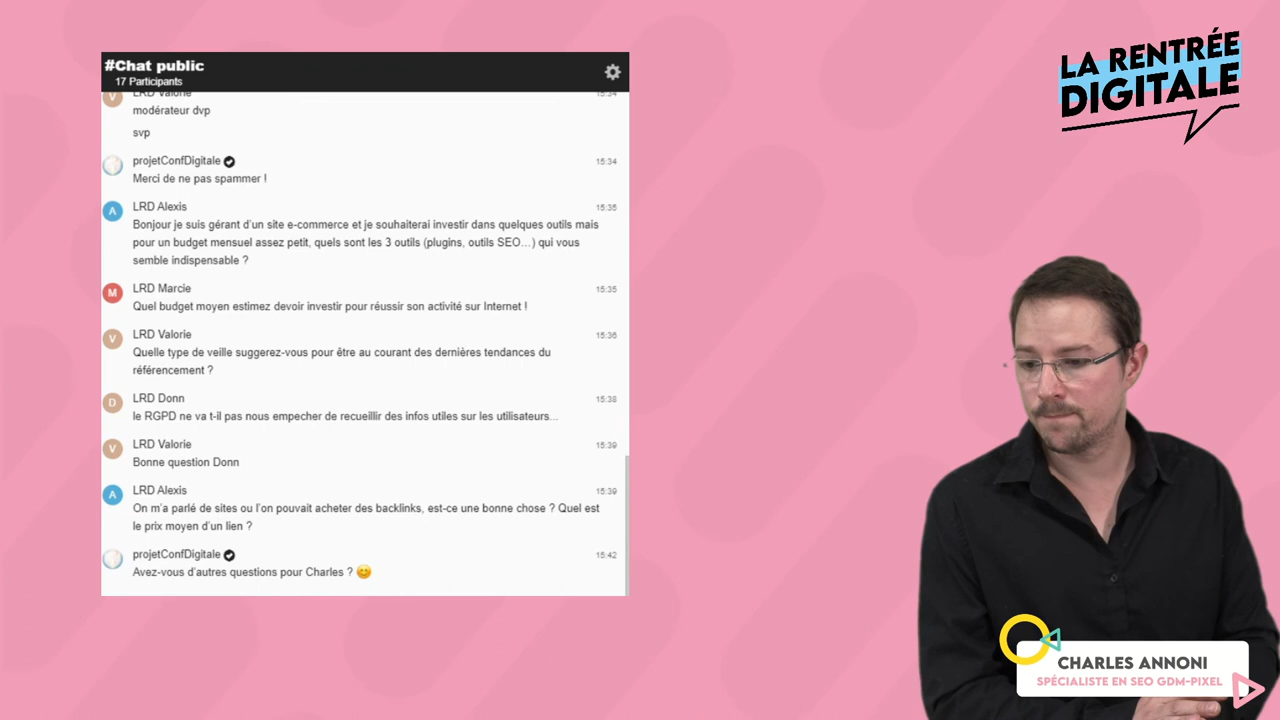 #Chat public
17 Participants
LRD Valorie 15:34
modérateur dvp
svp
projetConfDigitale 15:34
Merci de ne pas spammer !
A
LRD Alexis 15:35
Bonjour je suis gérant d'un site e-commerce et je souhaiterai investir dans quelques outils mais
pour un budget mensuel assez petit, quels sont les 3 outils (plugins, outils SEO...) qui vous
semble indispensable ?
M
LRD Marcie 15:35
Quel budget moyen estimez devoir investir pour réussir son activité sur Internet !
V
LRD Valorie 15:36
Quelle type de veille suggerez-vous pour être au courant des dernières tendances du
référencement ?
D
LRD Donn 15:38
le RGPD ne va t-il pas nous empecher de recueillir des infos utiles sur les utilisateurs...
V
LRD Valorie 15:39
Bonne question Donn
A
LRD Alexis 15:39
On m'a parlé de sites ou l'on pouvait acheter des backlinks, est-ce une bonne chose ? Quel est
le prix moyen d'un lien ?
projetConfDigitale 15:42
Avez-vous d'autres questions pour Charles ? 😊
LA RENTRÉE
DIGITALE
CHARLES ANNONI
SPÉCIALISTE EN SEO GDM-PIXEL